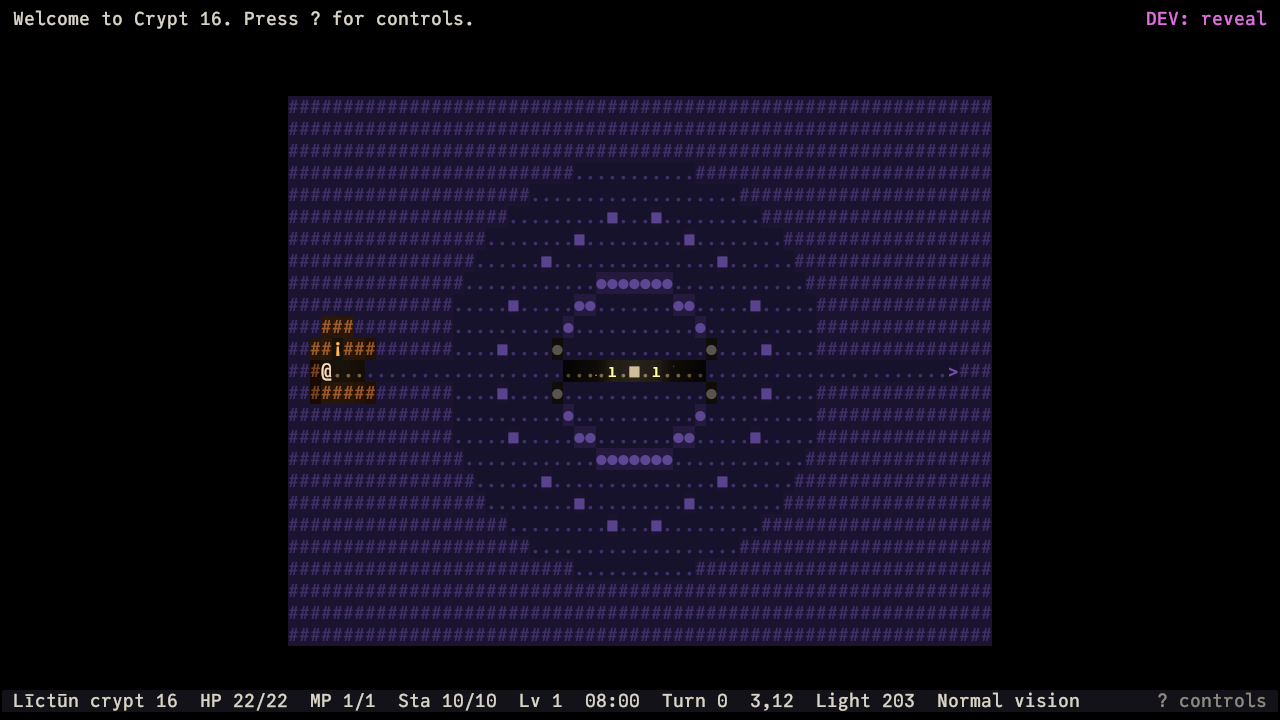 Welcome to Crypt 16. Press ? for controls.
DEV: reveal
Līctūn crypt 16 HP 22/22 MP 1/1 Sta 10/10 Lv 1 08:00 Turn 0 3,12 Light 203 Normal vision ? controls